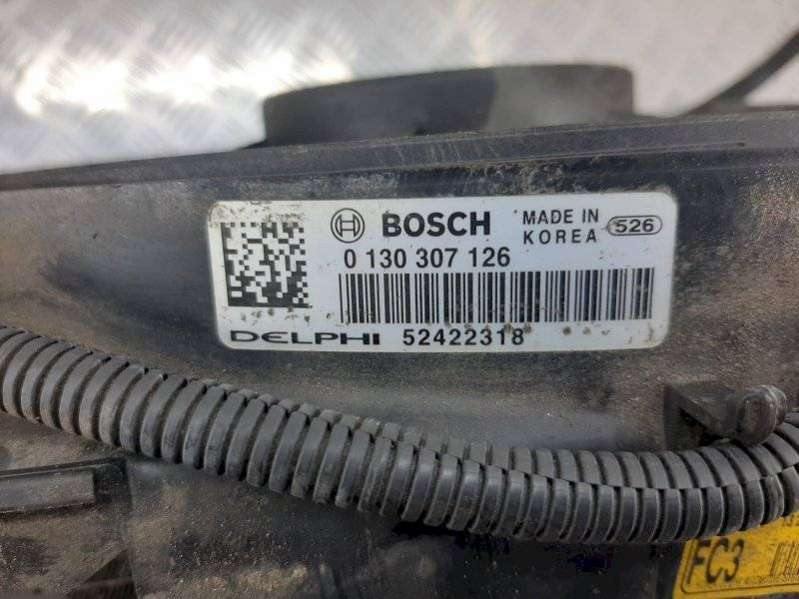 BOSCH MADE IN
KOREA 526
0 130 307 126
DELPHI 52422318
FC3